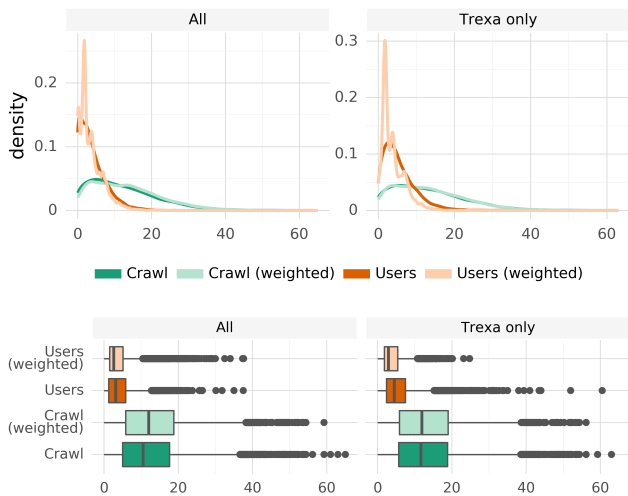 All
Trexa only
density
0.2
0.1
0
0.3
0.2
0.1
0
0 20 40 60
0 20 40 60
Crawl Crawl (weighted) Users Users (weighted)
All
Trexa only
Users
(weighted)
Users
Crawl
(weighted)
Crawl
0 20 40 60
0 20 40 60